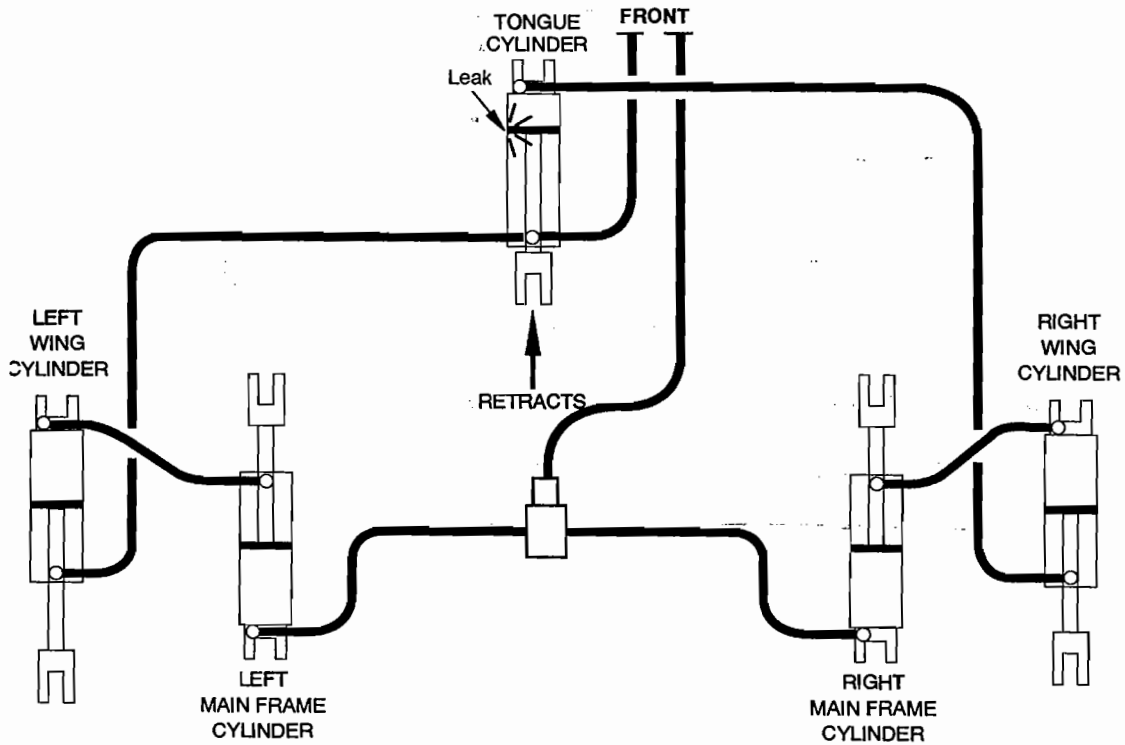 TONGUE
CYLINDER
FRONT
Leak
RETRACTS
LEFT
WING
CYLINDER
RIGHT
WING
CYLINDER
LEFT
MAIN FRAME
CYLINDER
RIGHT
MAIN FRAME
CYLINDER